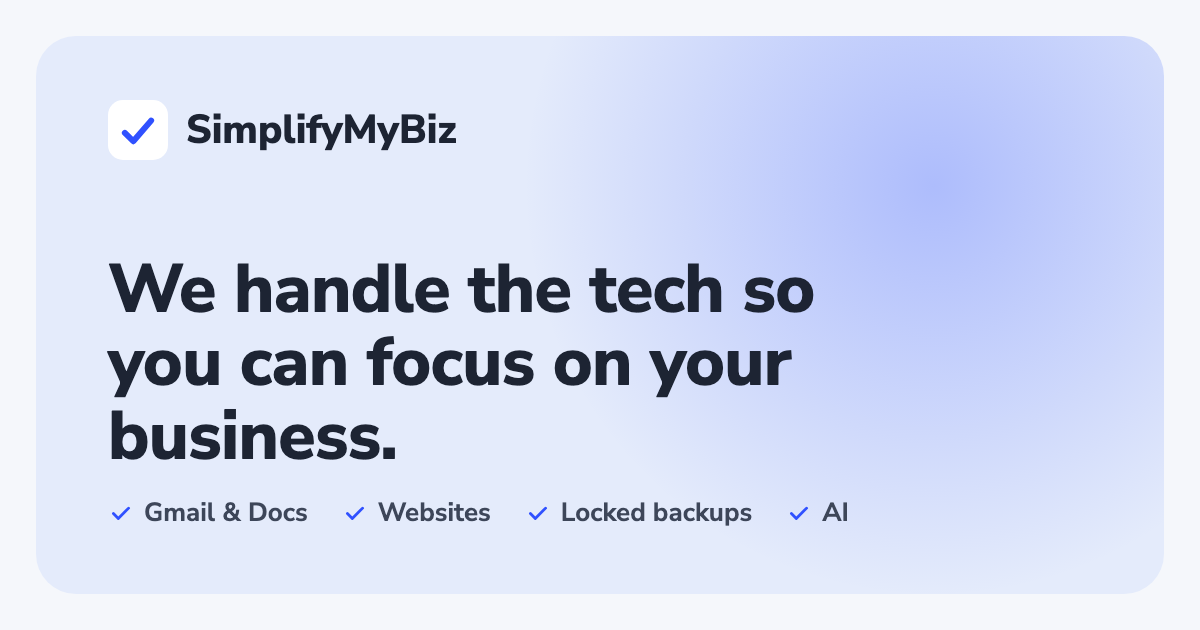 SimplifyMyBiz
We handle the tech so
you can focus on your
business.
Gmail & Docs Websites Locked backups AI